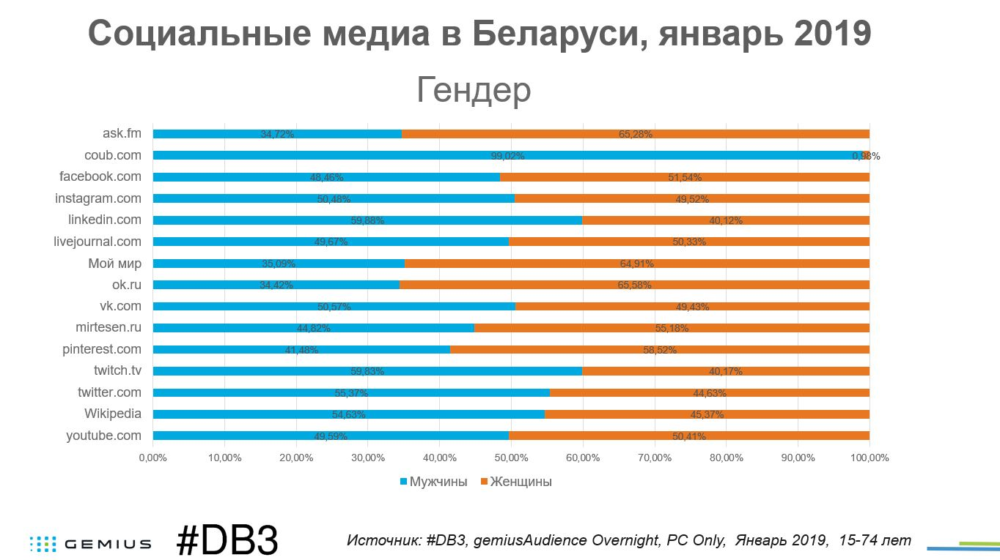 Социальные медиа в Беларуси, январь 2019
Гендер
ask.fm 34,72% 65,28%
coub.com 99,02% 0,98%
facebook.com 48,46% 51,54%
instagram.com 50,48% 49,52%
linkedin.com 59,88% 40,12%
livejournal.com 49,67% 50,33%
Мой мир 35,09% 64,91%
ok.ru 34,42% 65,58%
vk.com 50,57% 49,43%
mirtesen.ru 44,82% 55,18%
pinterest.com 41,48% 58,52%
twitch.tv 59,83% 40,17%
twitter.com 55,37% 44,63%
Wikipedia 54,63% 45,37%
youtube.com 49,59% 50,41%
0,00% 10,00% 20,00% 30,00% 40,00% 50,00% 60,00% 70,00% 80,00% 90,00% 100,00%
Мужчины Женщины
GEMIUS #DB3 Источник: #DB3, gemiusAudience Overnight, PC Only, Январь 2019, 15-74 лет